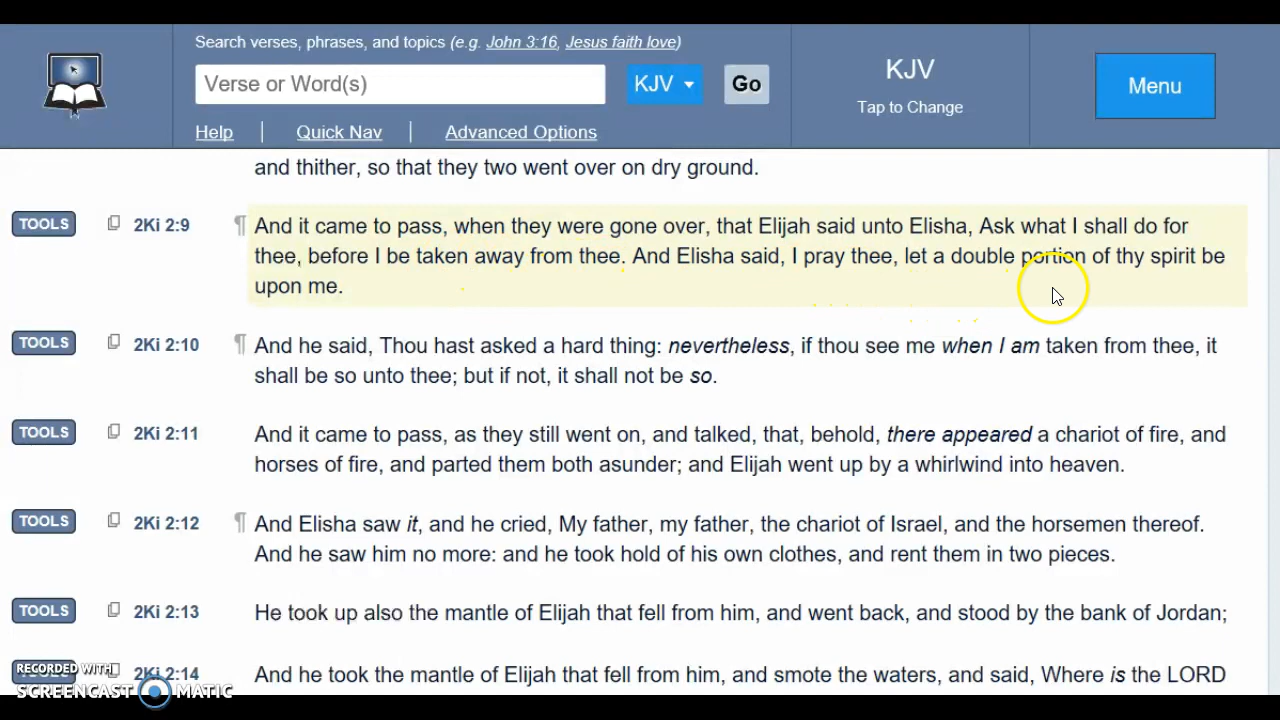 Search verses, phrases, and topics (e.g. John 3:16, Jesus faith love)
Verse or Word(s)
KJV
Go
Help | Quick Nav | Advanced Options
KJV
Tap to Change
Menu
and thither, so that they two went over on dry ground.
TOOLS 2Ki 2:9 ¶ And it came to pass, when they were gone over, that Elijah said unto Elisha, Ask what I shall do for
thee, before I be taken away from thee. And Elisha said, I pray thee, let a double portion of thy spirit be
upon me.
TOOLS 2Ki 2:10 ¶ And he said, Thou hast asked a hard thing: nevertheless, if thou see me when I am taken from thee, it
shall be so unto thee; but if not, it shall not be so.
TOOLS 2Ki 2:11 And it came to pass, as they still went on, and talked, that, behold, there appeared a chariot of fire, and
horses of fire, and parted them both asunder; and Elijah went up by a whirlwind into heaven.
TOOLS 2Ki 2:12 ¶ And Elisha saw it, and he cried, My father, my father, the chariot of Israel, and the horsemen thereof.
And he saw him no more: and he took hold of his own clothes, and rent them in two pieces.
TOOLS 2Ki 2:13 He took up also the mantle of Elijah that fell from him, and went back, and stood by the bank of Jordan;
TOOLS 2Ki 2:14 And he took the mantle of Elijah that fell from him, and smote the waters, and said, Where is the LORD
RECORDED WITH
SCREENCAST MATIC